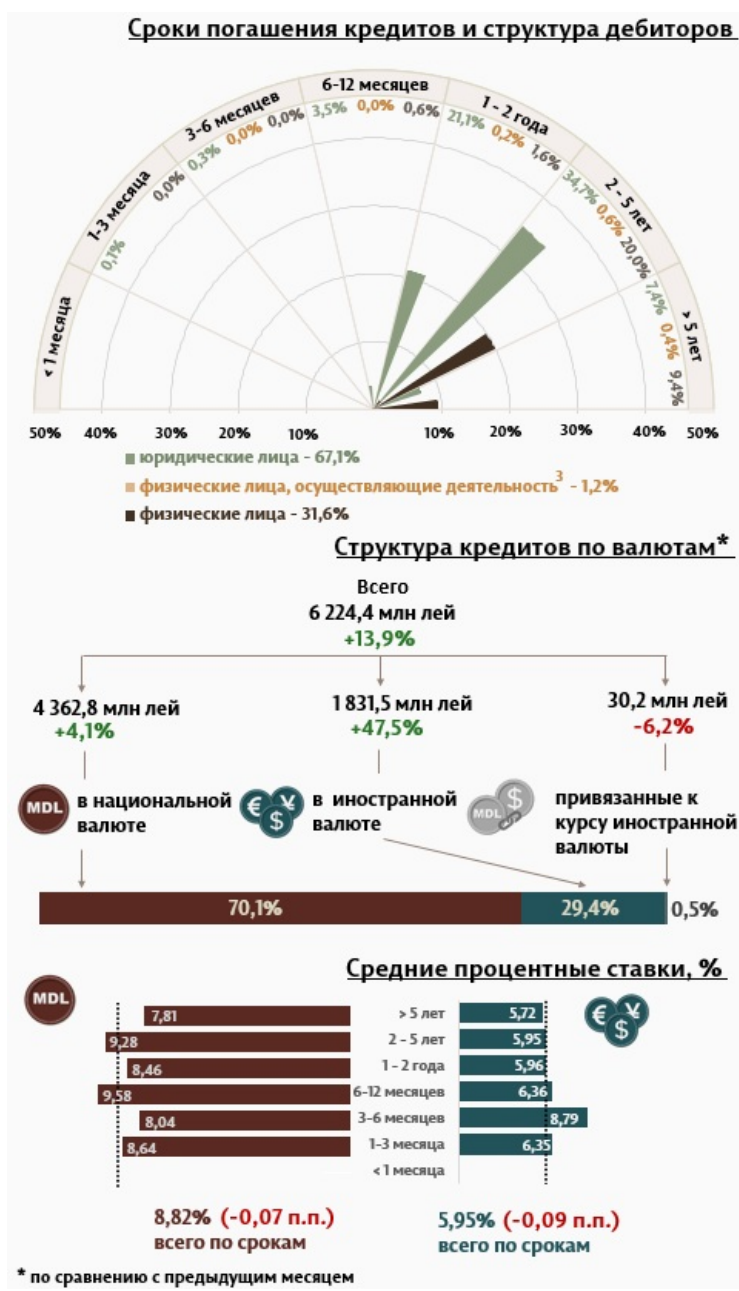 Сроки погашения кредитов и структура дебиторов
< 1 месяца
1-3 месяца
3-6 месяцев
6-12 месяцев
1 - 2 года
2 - 5 лет
> 5 лет
0,1%
0,0%
0,3%
0,0%
0,0%
3,5%
0,0%
0,6%
21,1%
0,2%
1,6%
34,7%
0,6%
20,0%
7,4%
0,4%
9,4%
50% 40% 30% 20% 10% 10% 20% 30% 40% 50%
юридические лица - 67,1%
физические лица, осуществляющие деятельность3 - 1,2%
физические лица - 31,6%
Структура кредитов по валютам*
Всего
6 224,4 млн лей
+13,9%
4 362,8 млн лей
+4,1%
1 831,5 млн лей
+47,5%
30,2 млн лей
-6,2%
MDL
в национальной
валюте
€ ¥ $
в иностранной
валюте
MDL $
привязанные к
курсу иностранной
валюты
70,1% 29,4% 0,5%
Средние процентные ставки, %
MDL
€ ¥ $
7,81 > 5 лет 5,72
9,28 2 - 5 лет 5,95
8,46 1 - 2 года 5,96
9,58 6-12 месяцев 6,36
8,04 3-6 месяцев 8,79
8,64 1-3 месяца 6,35
< 1 месяца
8,82% (-0,07 п.п.)
всего по срокам
5,95% (-0,09 п.п.)
всего по срокам
* по сравнению с предыдущим месяцем